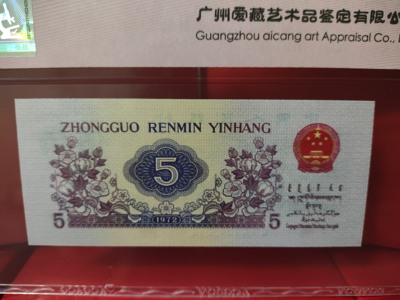 广州爱藏艺术品鉴定有限公
Guangzhou aicang art Appraisal Co., L
ZHONGGUO RENMIN YINHANG
5
5
1972
5